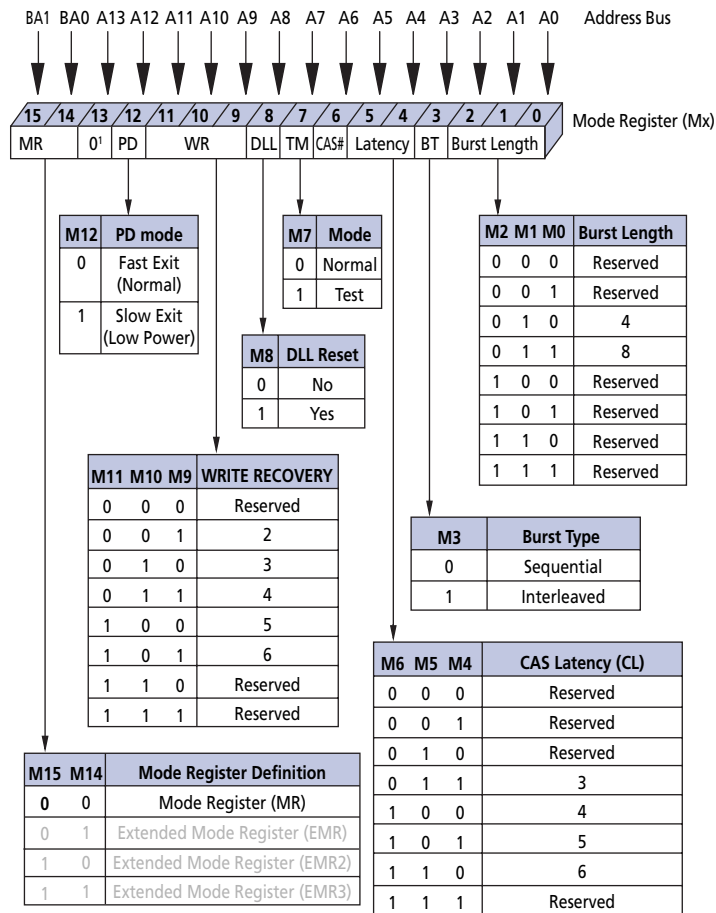 BA1 BA0 A13 A12 A11 A10 A9 A8 A7 A6 A5 A4 A3 A2 A1 A0 Address Bus
15 14 13 12 11 10 9 8 7 6 5 4 3 2 1 0 Mode Register (Mx)
MR 0¹ PD WR DLL TM CAS# Latency BT Burst Length
M12 PD mode
0 Fast Exit
(Normal)
1 Slow Exit
(Low Power)
M7 Mode
0 Normal
1 Test
M2 M1 M0 Burst Length
0 0 0 Reserved
0 0 1 Reserved
0 1 0 4
0 1 1 8
1 0 0 Reserved
1 0 1 Reserved
1 1 0 Reserved
1 1 1 Reserved
M8 DLL Reset
0 No
1 Yes
M11 M10 M9 WRITE RECOVERY
0 0 0 Reserved
0 0 1 2
0 1 0 3
0 1 1 4
1 0 0 5
1 0 1 6
1 1 0 Reserved
1 1 1 Reserved
M3 Burst Type
0 Sequential
1 Interleaved
M6 M5 M4 CAS Latency (CL)
0 0 0 Reserved
0 0 1 Reserved
0 1 0 Reserved
0 1 1 3
1 0 0 4
1 0 1 5
1 1 0 6
1 1 1 Reserved
M15 M14 Mode Register Definition
0 0 Mode Register (MR)
0 1 Extended Mode Register (EMR)
1 0 Extended Mode Register (EMR2)
1 1 Extended Mode Register (EMR3)